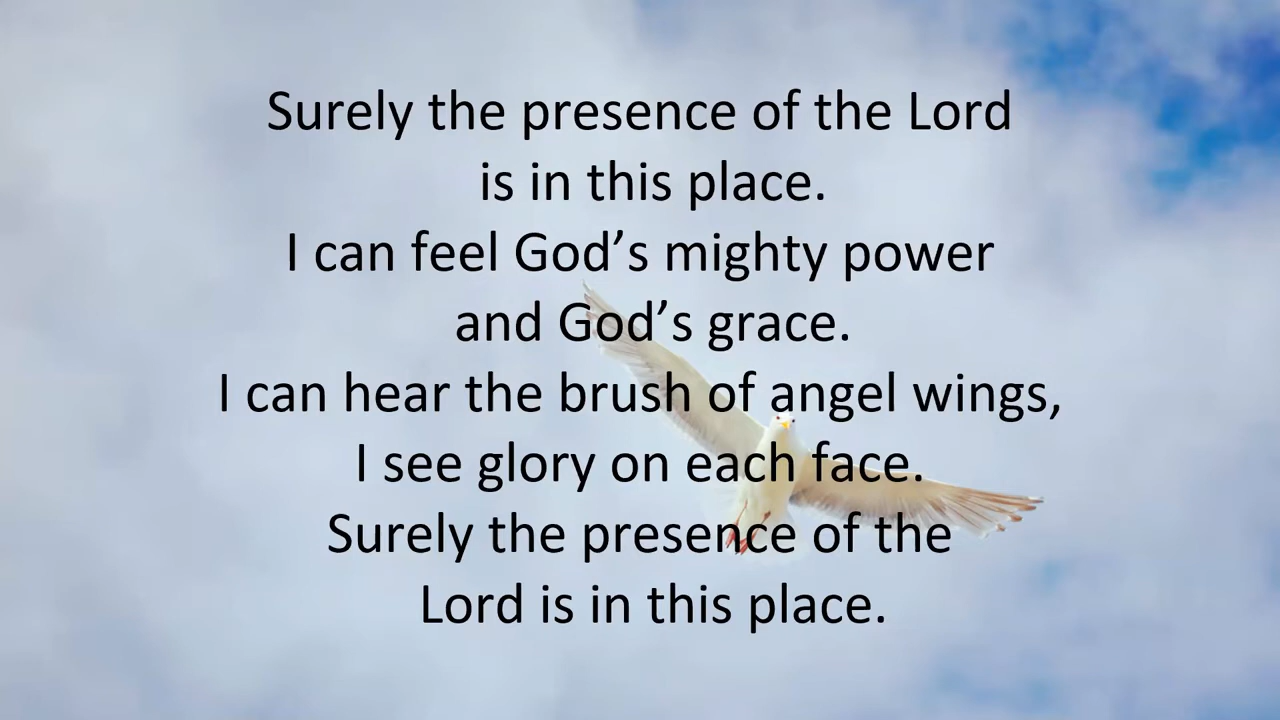 Surely the presence of the Lord
is in this place.
I can feel God’s mighty power
and God’s grace.
I can hear the brush of angel wings,
I see glory on each face.
Surely the presence of the
Lord is in this place.